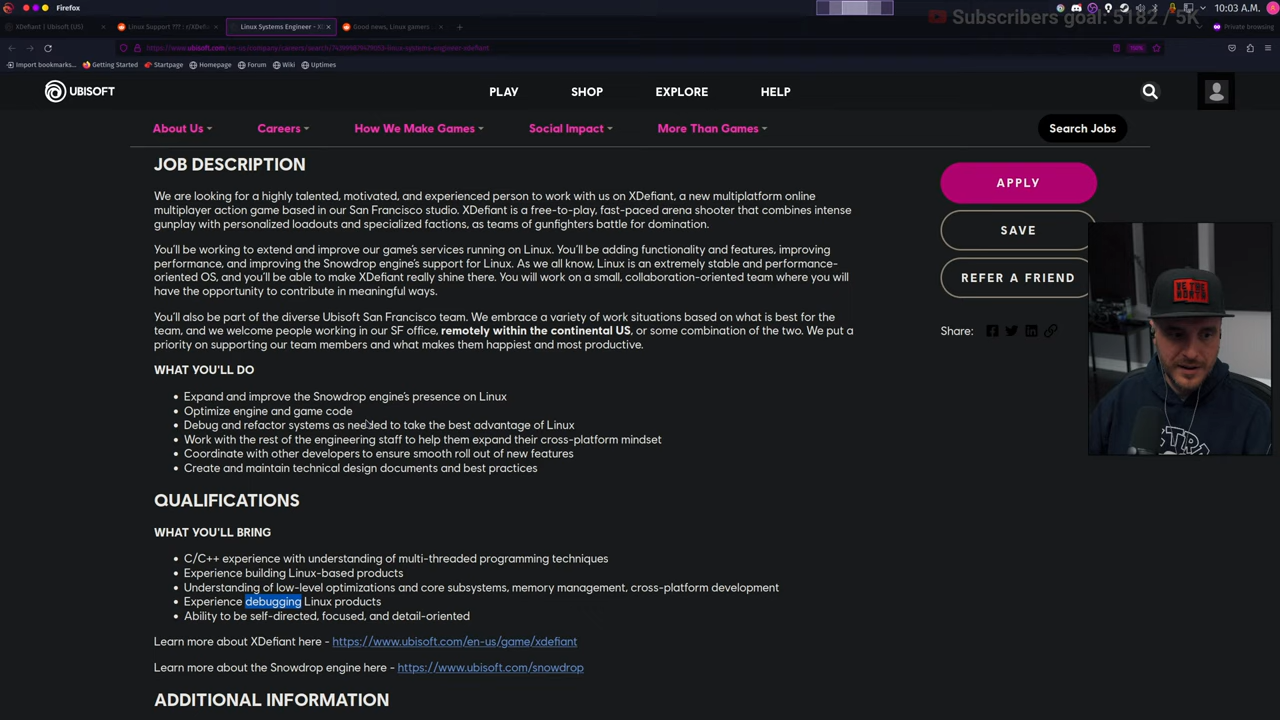 Firefox
10:03 A.M.
Subscribers goal: 5182 / 5K
XDefiant | Ubisoft (US)
Linux Support ??? : r/XDefi
Linux Systems Engineer - XD
Good news, Linux gamers
Private browsing
Import bookmarks...
Getting Started
Startpage
Homepage
Forum
Wiki
Uptimes
UBISOFT
PLAY
SHOP
EXPLORE
HELP
About Us
Careers
How We Make Games
Social Impact
More Than Games
Search Jobs
JOB DESCRIPTION
We are looking for a highly talented, motivated, and experienced person to work with us on XDefiant, a new multiplatform online
multiplayer action game based in our San Francisco studio. XDefiant is a free-to-play, fast-paced arena shooter that combines intense
gunplay with personalized loadouts and specialized factions, as teams of gunfighters battle for domination.
You'll be working to extend and improve our game's services running on Linux. You'll be adding functionality and features, improving
performance, and improving the Snowdrop engine's support for Linux. As we all know, Linux is an extremely stable and performance-
oriented OS, and you'll be able to make XDefiant really shine there. You will work on a small, collaboration-oriented team where you will
have the opportunity to contribute in meaningful ways.
You'll also be part of the diverse Ubisoft San Francisco team. We embrace a variety of work situations based on what is best for the
team, and we welcome people working in our SF office, remotely within the continental US, or some combination of the two. We put a
priority on supporting our team members and what makes them happiest and most productive.
WHAT YOU'LL DO
Expand and improve the Snowdrop engine's presence on Linux
Optimize engine and game code
Debug and refactor systems as needed to take the best advantage of Linux
Work with the rest of the engineering staff to help them expand their cross-platform mindset
Coordinate with other developers to ensure smooth roll out of new features
Create and maintain technical design documents and best practices
QUALIFICATIONS
WHAT YOU'LL BRING
C/C++ experience with understanding of multi-threaded programming techniques
Experience building Linux-based products
Understanding of low-level optimizations and core subsystems, memory management, cross-platform development
Experience debugging Linux products
Ability to be self-directed, focused, and detail-oriented
Learn more about XDefiant here - https://www.ubisoft.com/en-us/game/xdefiant
Learn more about the Snowdrop engine here - https://www.ubisoft.com/snowdrop
ADDITIONAL INFORMATION
APPLY
SAVE
REFER A FRIEND
Share: